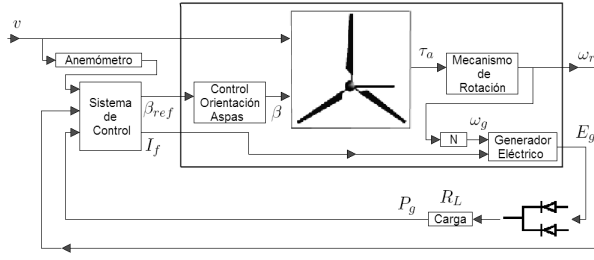 v
Anemómetro
Sistema
de
Control
β_ref
I_f
Control
Orientación
Aspas
β
τ_a
Mecanismo
de
Rotación
ω_r
N
ω_g
Generador
Eléctrico
E_g
P_g
R_L
Carga